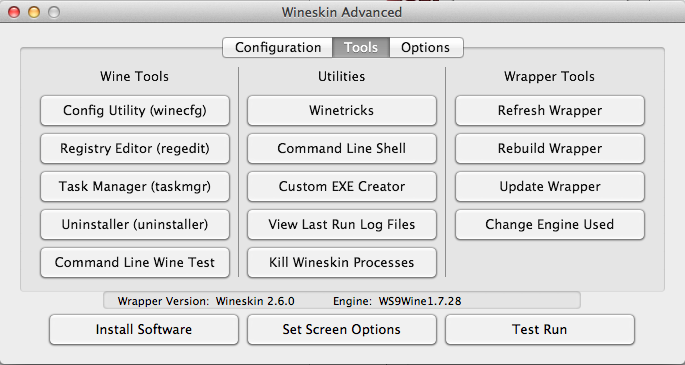 Wineskin Advanced
Configuration Tools Options
Wine Tools Utilities Wrapper Tools
Config Utility (winecfg) Winetricks Refresh Wrapper
Registry Editor (regedit) Command Line Shell Rebuild Wrapper
Task Manager (taskmgr) Custom EXE Creator Update Wrapper
Uninstaller (uninstaller) View Last Run Log Files Change Engine Used
Command Line Wine Test Kill Wineskin Processes
Wrapper Version: Wineskin 2.6.0 Engine: WS9Wine1.7.28
Install Software Set Screen Options Test Run